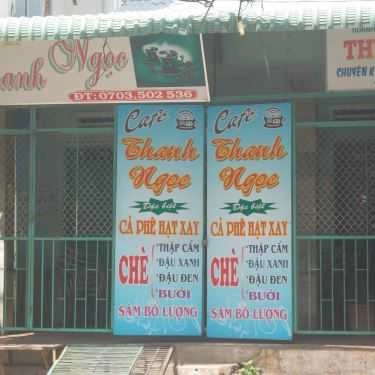 anh Ngọc
ĐT: 0703.502 536
Cafe
Thanh
Ngọc
Đặc biệt
CÀ PHÊ HẠT XAY
CHÈ
THẬP CẨM
ĐẬU XANH
ĐẬU ĐEN
BƯỞI
SÂM BỔ LƯỢNG
Cafe
Thanh
Ngọc
Đặc biệt
CÀ PHÊ HẠT XAY
CHÈ
THẬP CẨM
ĐẬU XANH
ĐẬU ĐEN
BƯỞI
SÂM BỔ LƯỢNG
CHUYÊN K